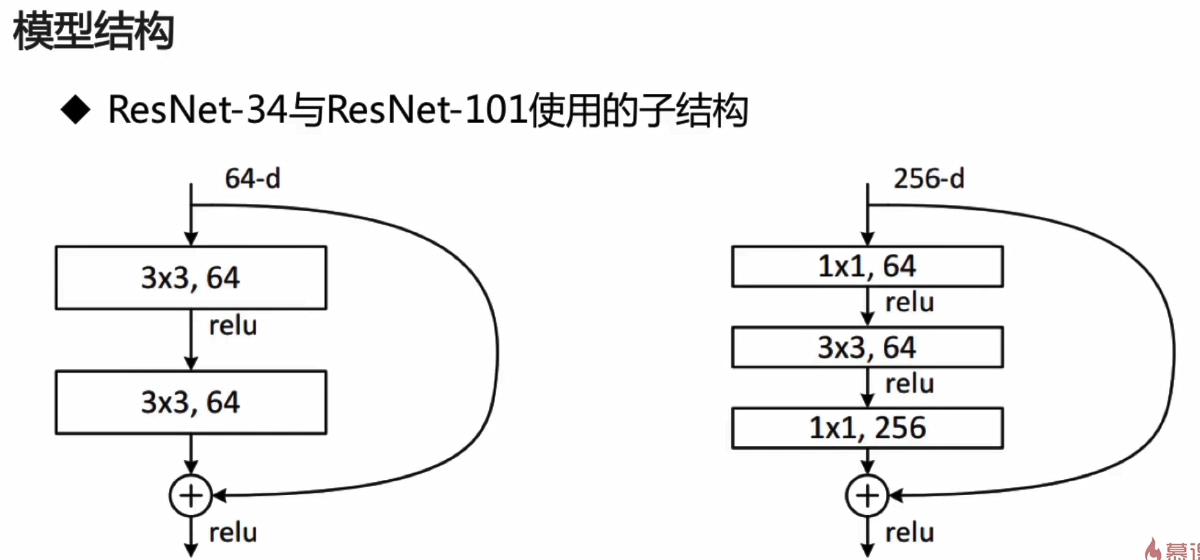 模型结构
◆ ResNet-34与ResNet-101使用的子结构
64-d
3x3, 64
relu
3x3, 64
+
relu
256-d
1x1, 64
relu
3x3, 64
relu
1x1, 256
+
relu